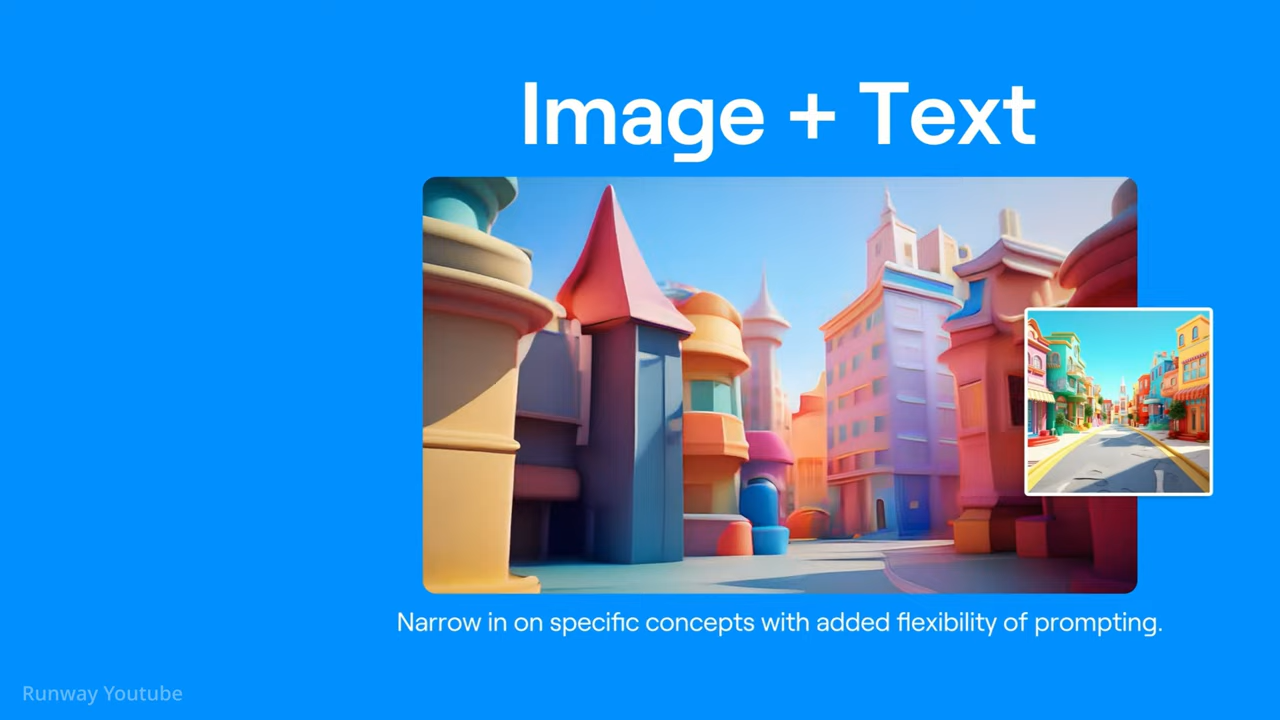 Image + Text
Narrow in on specific concepts with added flexibility of prompting.
Runway Youtube